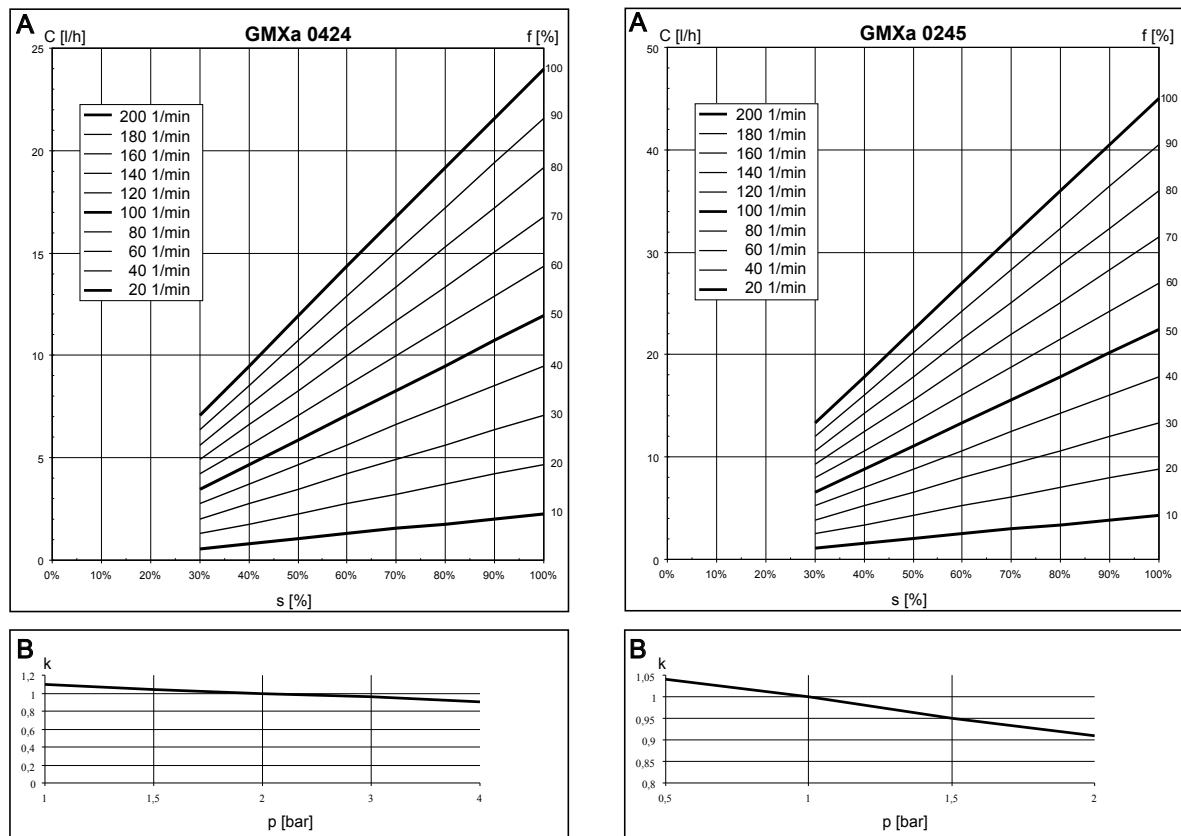 A
C [l/h]
GMXa 0424
f [%]
25
20
15
10
5
0
200 1/min
180 1/min
160 1/min
140 1/min
120 1/min
100 1/min
80 1/min
60 1/min
40 1/min
20 1/min
100
90
80
70
60
50
40
30
20
10
0% 10% 20% 30% 40% 50% 60% 70% 80% 90% 100%
s [%]
A
C [l/h]
GMXa 0245
f [%]
50
40
30
20
10
0
200 1/min
180 1/min
160 1/min
140 1/min
120 1/min
100 1/min
80 1/min
60 1/min
40 1/min
20 1/min
100
90
80
70
60
50
40
30
20
10
0% 10% 20% 30% 40% 50% 60% 70% 80% 90% 100%
s [%]
B
k
1,2
1
0,8
0,6
0,4
0,2
0
1 1,5 2 3 4
p [bar]
B
k
1,05
1
0,95
0,9
0,85
0,8
0,5 1 1,5 2
p [bar]